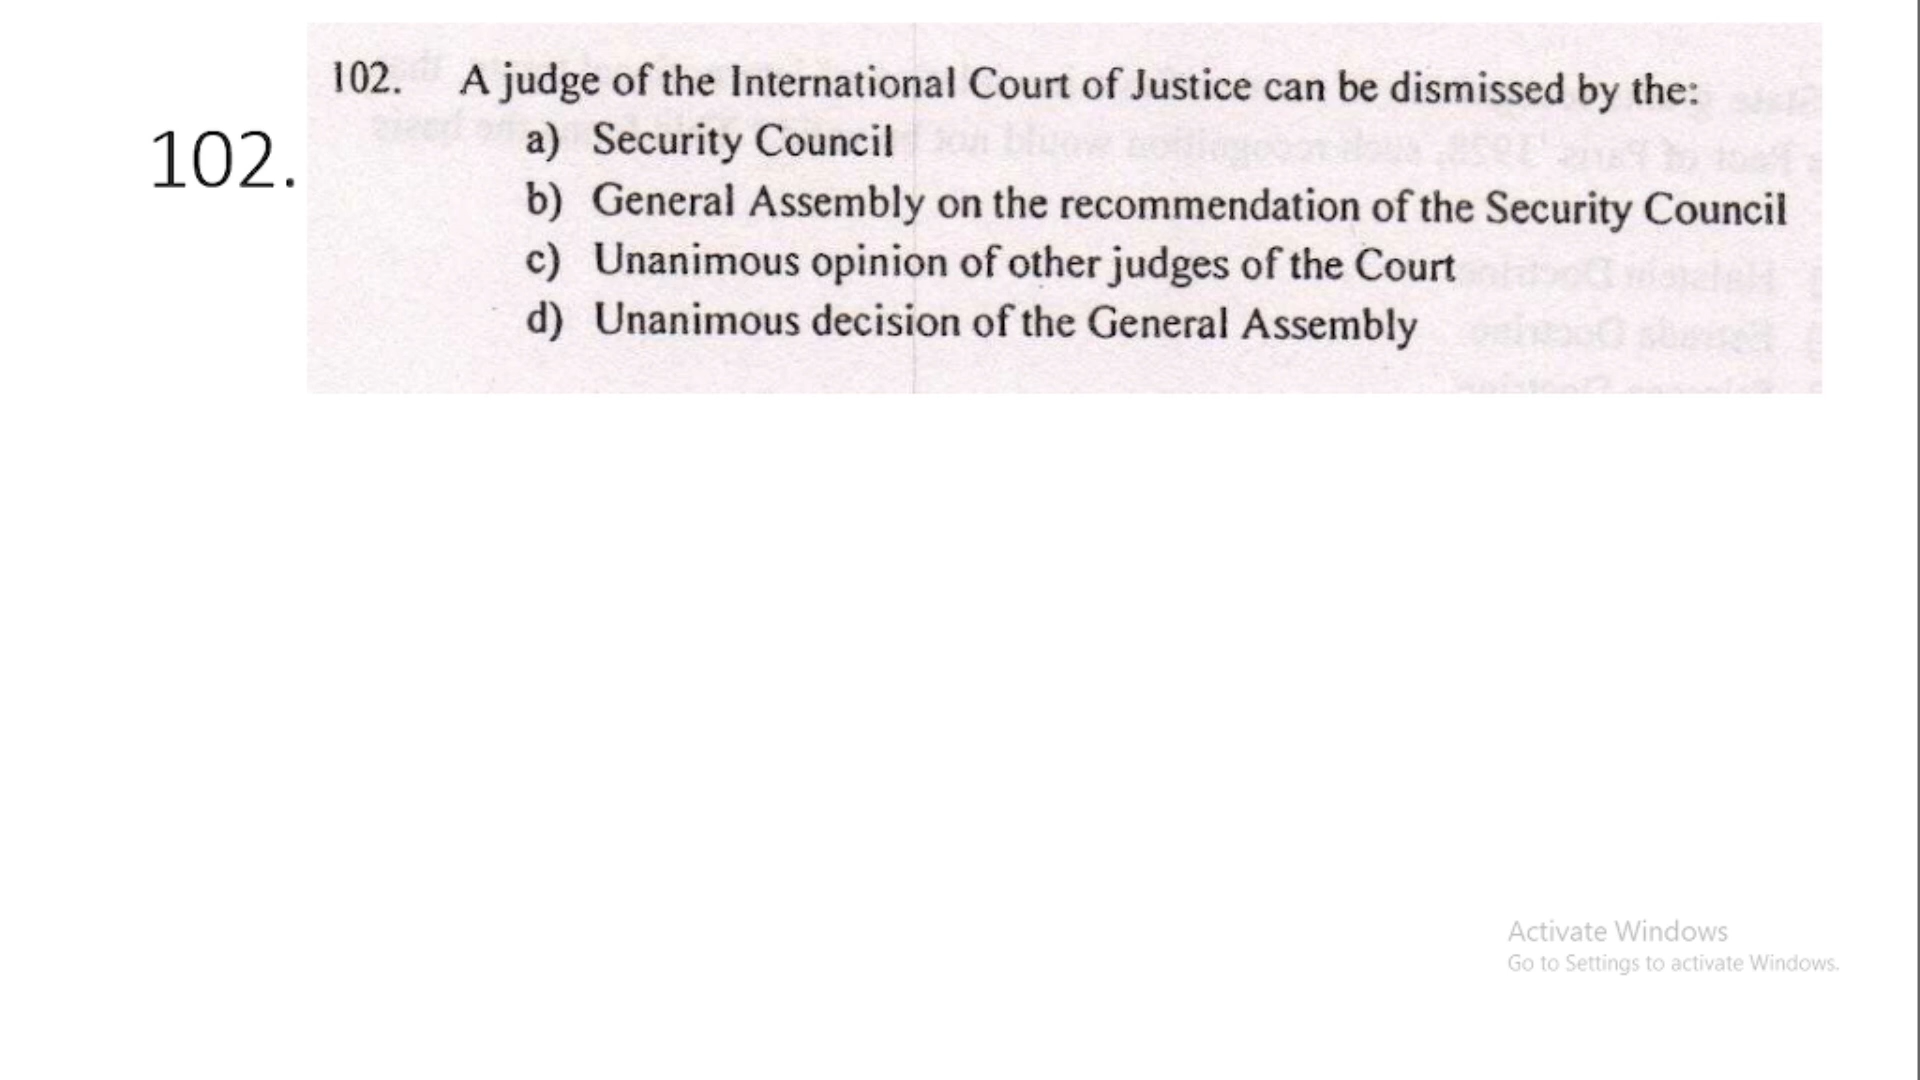 102.
102. A judge of the International Court of Justice can be dismissed by the:
a) Security Council
b) General Assembly on the recommendation of the Security Council
c) Unanimous opinion of other judges of the Court
d) Unanimous decision of the General Assembly
Activate Windows
Go to Settings to activate Windows.